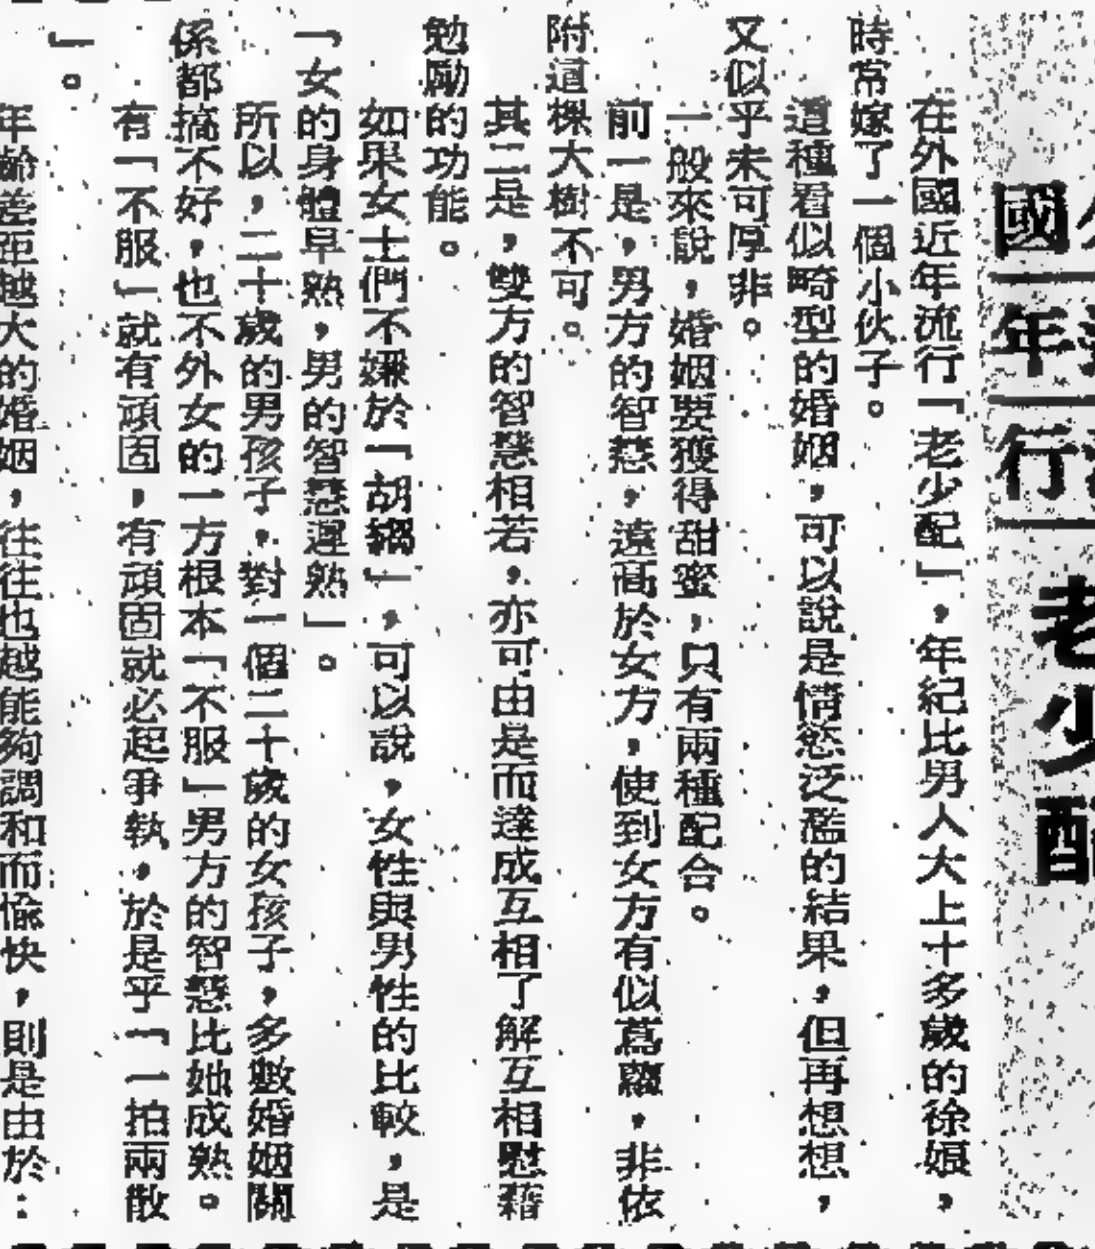 國年行
老少配
在外國近年流行「老少配」，年紀比男人大上十多歲的徐娘，
時常嫁了一個小伙子。
這種看似畸型的婚姻，可以說是情慾泛濫的結果，但再想想，
又似乎未可厚非。
一般來說，婚姻要獲得甜蜜，只有兩種配合。
前一是，男方的智慧，遠高於女方，使到女方有似蔦蘿，非依
附這棵大樹不可。
其二是，雙方的智慧相若，亦可由是而達成互相了解互相慰藉
勉勵的功能。
如果女士們不嫌於「胡謅」，可以說，女性與男性的比較，是
「女的身體早熟，男的智慧遲熟」。
所以，二十歲的男孩子，對一個二十歲的女孩子，多數婚姻關
係都搞不好，也不外女的一方根本「不服」男方的智慧比她成熟。
有「不服」就有頑固，有頑固就必起爭執，於是乎「一拍兩散
」。
年齡差距越大的婚姻，往往也越能夠調和而愉快，則是由於：